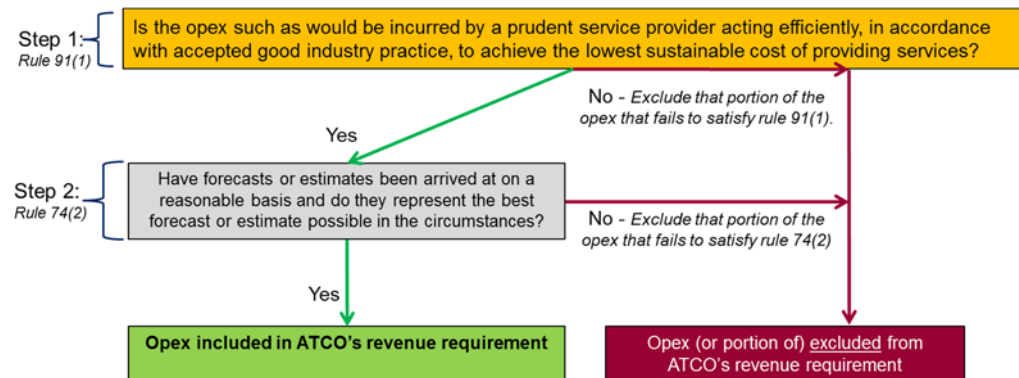 Step 1:
Rule 91(1)
Is the opex such as would be incurred by a prudent service provider acting efficiently, in accordance
with accepted good industry practice, to achieve the lowest sustainable cost of providing services?
No - Exclude that portion of the
opex that fails to satisfy rule 91(1).
Yes
Step 2:
Rule 74(2)
Have forecasts or estimates been arrived at on a
reasonable basis and do they represent the best
forecast or estimate possible in the circumstances?
No - Exclude that portion of the
opex that fails to satisfy rule 74(2)
Yes
Opex included in ATCO's revenue requirement
Opex (or portion of) excluded from
ATCO's revenue requirement